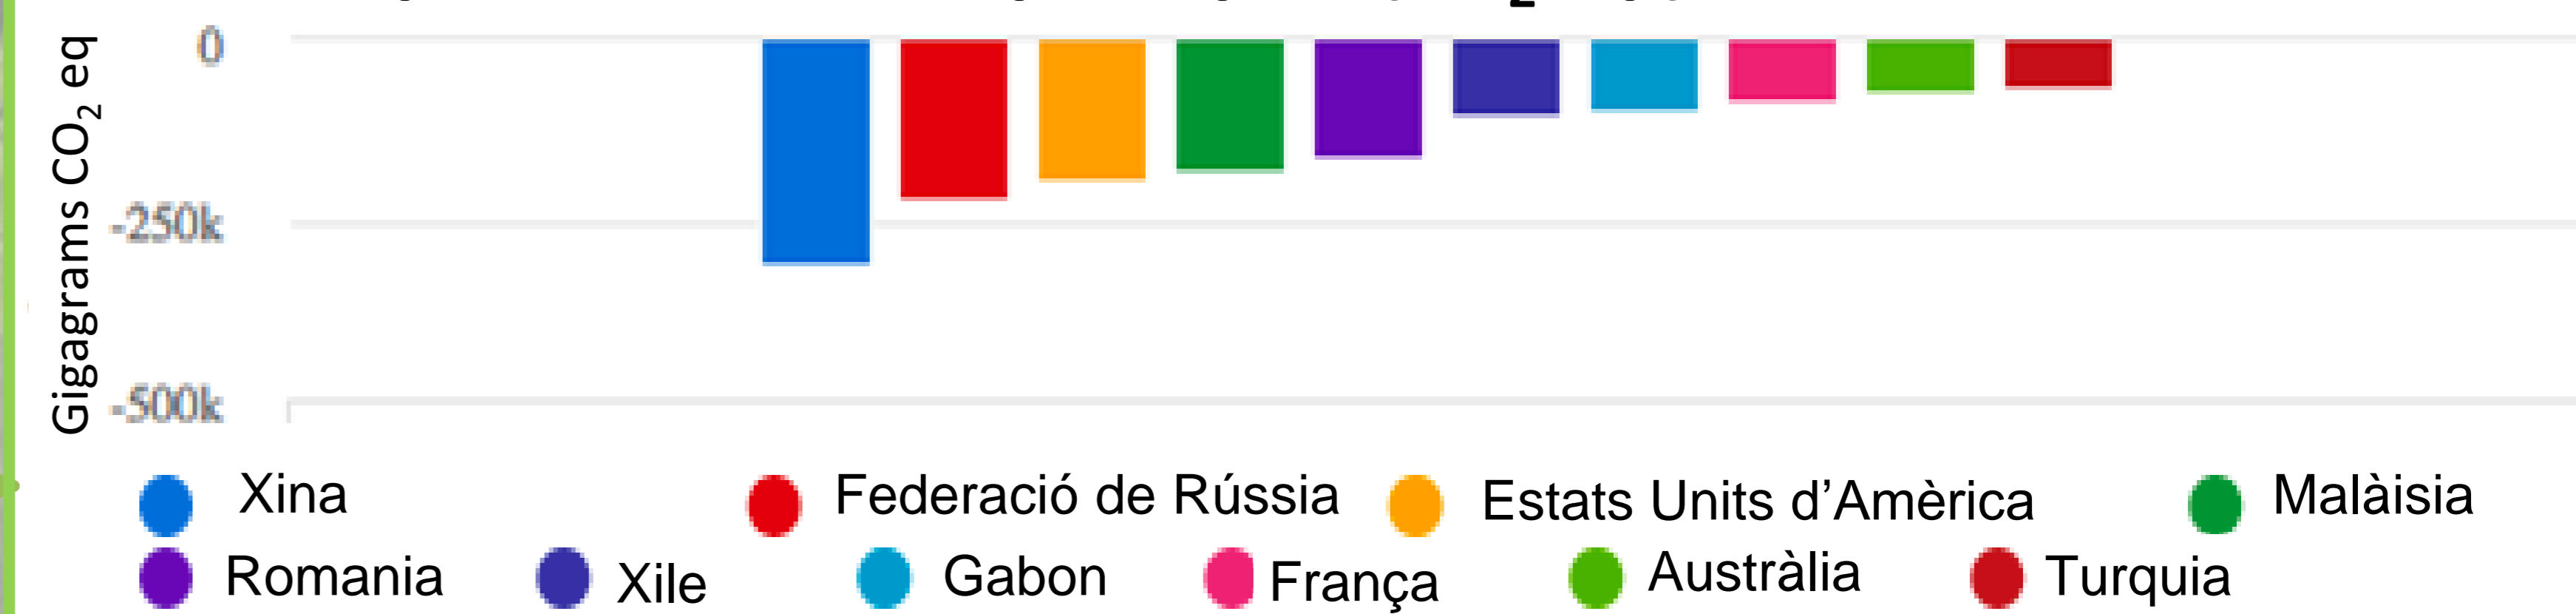 0
-250k
-500k
Gigagrams CO₂ eq
Xina
Federació de Rússia
Estats Units d’Amèrica
Malàisia
Romania
Xile
Gabon
França
Austràlia
Turquia